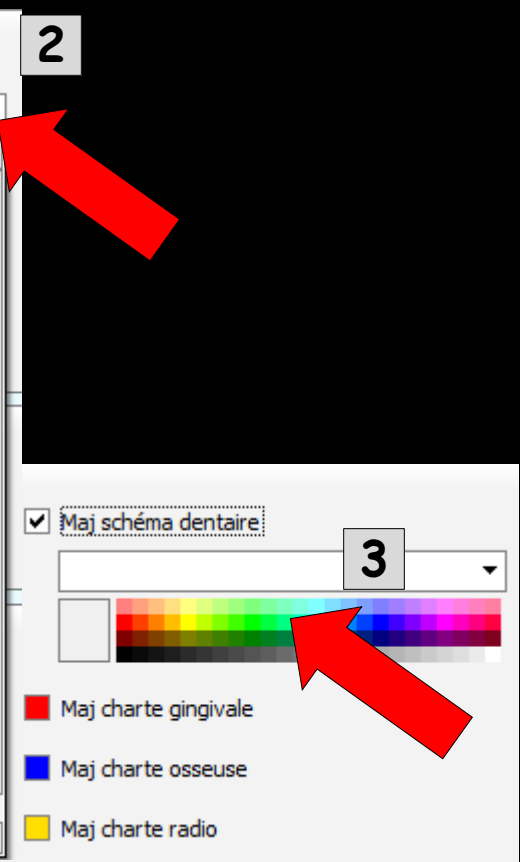 2
Maj schéma dentaire
3
Maj charte gingivale
Maj charte osseuse
Maj charte radio